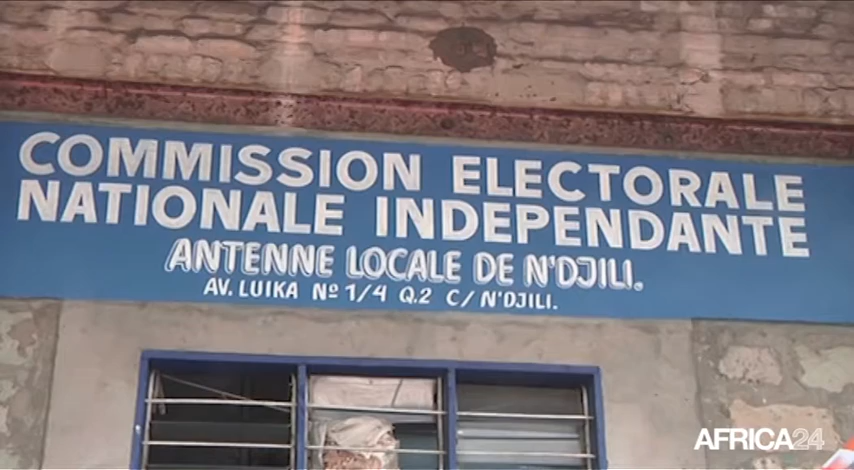 COMMISSION ELECTORALE
NATIONALE INDEPENDANTE
ANTENNE LOCALE DE N'DJILI.
AV. LUIKA Nº 1/4 Q.2 C/ N'DJILI.
AFRICA24